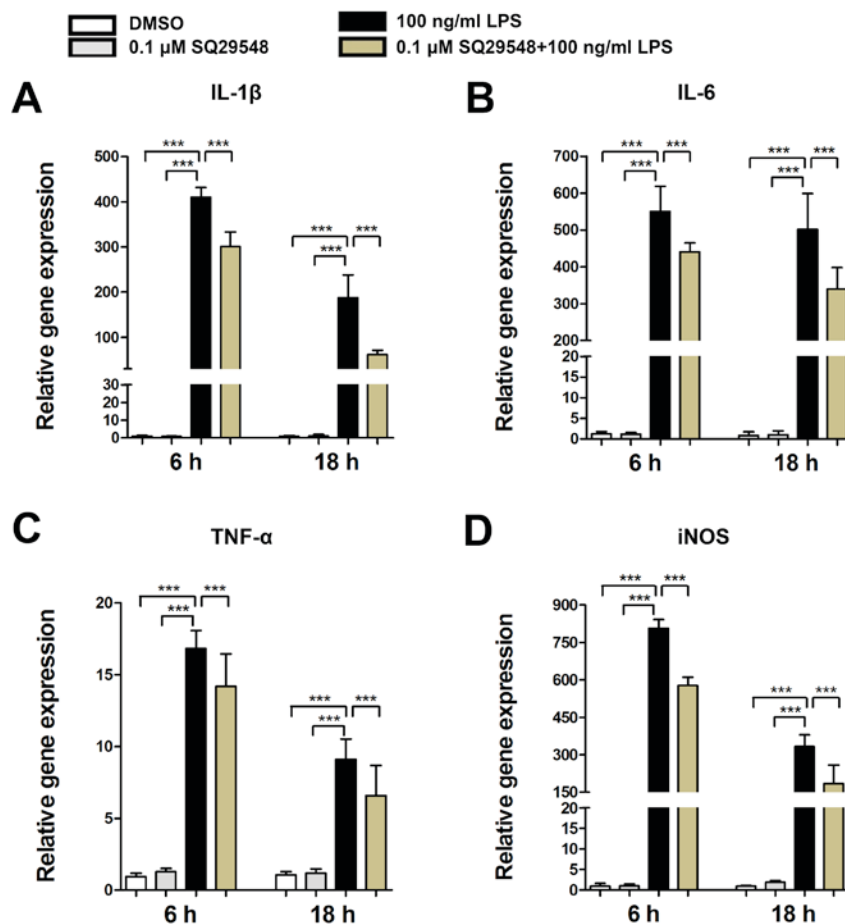 DMSO
0.1 µM SQ29548
100 ng/ml LPS
0.1 µM SQ29548+100 ng/ml LPS
A
IL-1β
Relative gene expression
500
400
300
200
100
30
20
10
0
*** ***
***
*** ***
***
6 h 18 h
B
IL-6
Relative gene expression
700
600
500
400
300
200
20
15
10
5
0
*** ***
***
*** ***
***
6 h 18 h
C
TNF-α
Relative gene expression
20
15
10
5
0
*** ***
***
*** ***
***
6 h 18 h
D
iNOS
Relative gene expression
900
750
600
450
300
150
20
15
10
5
0
*** ***
***
*** ***
***
6 h 18 h